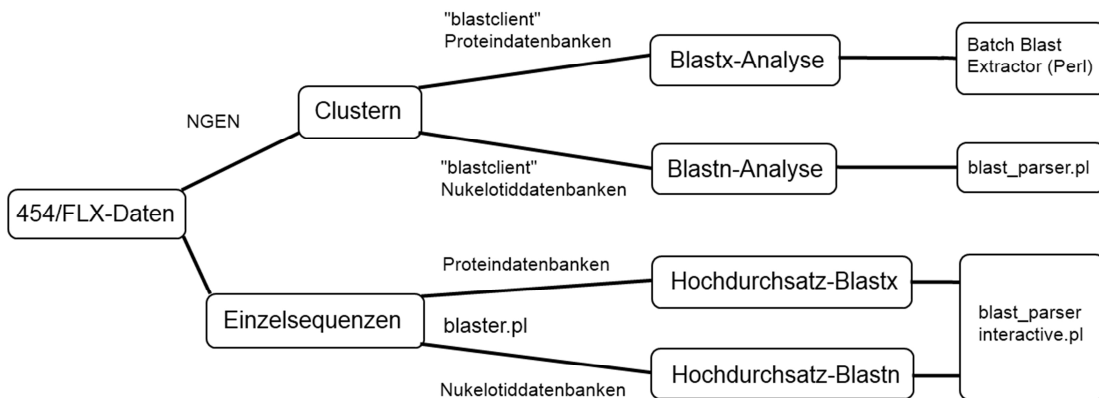 "blastclient"
Proteindatenbanken
Blastx-Analyse
Batch Blast
Extractor (Perl)
Clustern
NGEN
"blastclient"
Nukelotiddatenbanken
Blastn-Analyse
blast_parser.pl
454/FLX-Daten
Proteindatenbanken
Hochdurchsatz-Blastx
Einzelsequenzen
blaster.pl
blast_parser
interactive.pl
Nukelotiddatenbanken
Hochdurchsatz-Blastn